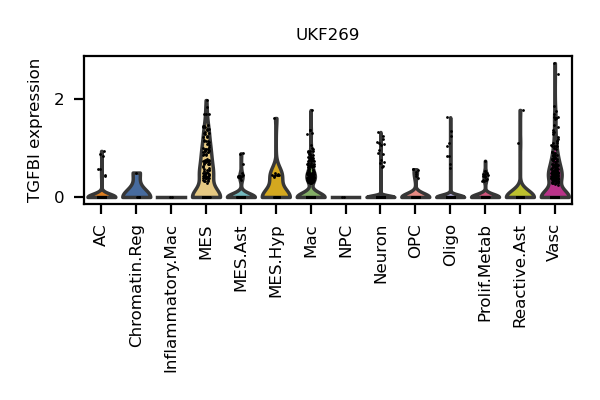 UKF269
TGFBI expression
2
0
AC
Chromatin.Reg
Inflammatory.Mac
MES
MES.Ast
MES.Hyp
Mac
NPC
Neuron
OPC
Oligo
Prolif.Metab
Reactive.Ast
Vasc